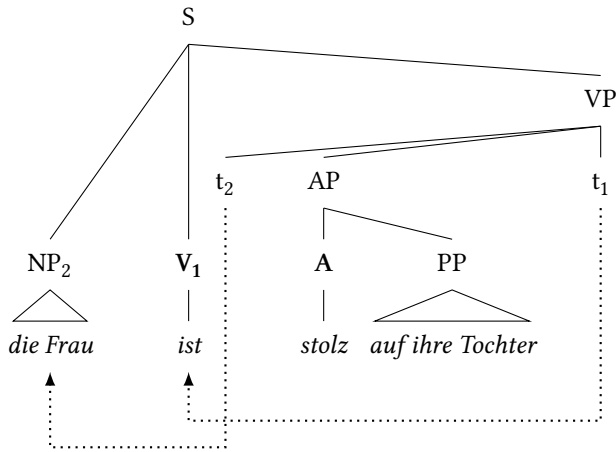 S
VP
t₂ AP t₁
NP₂ V₁ A PP
die Frau ist stolz auf ihre Tochter